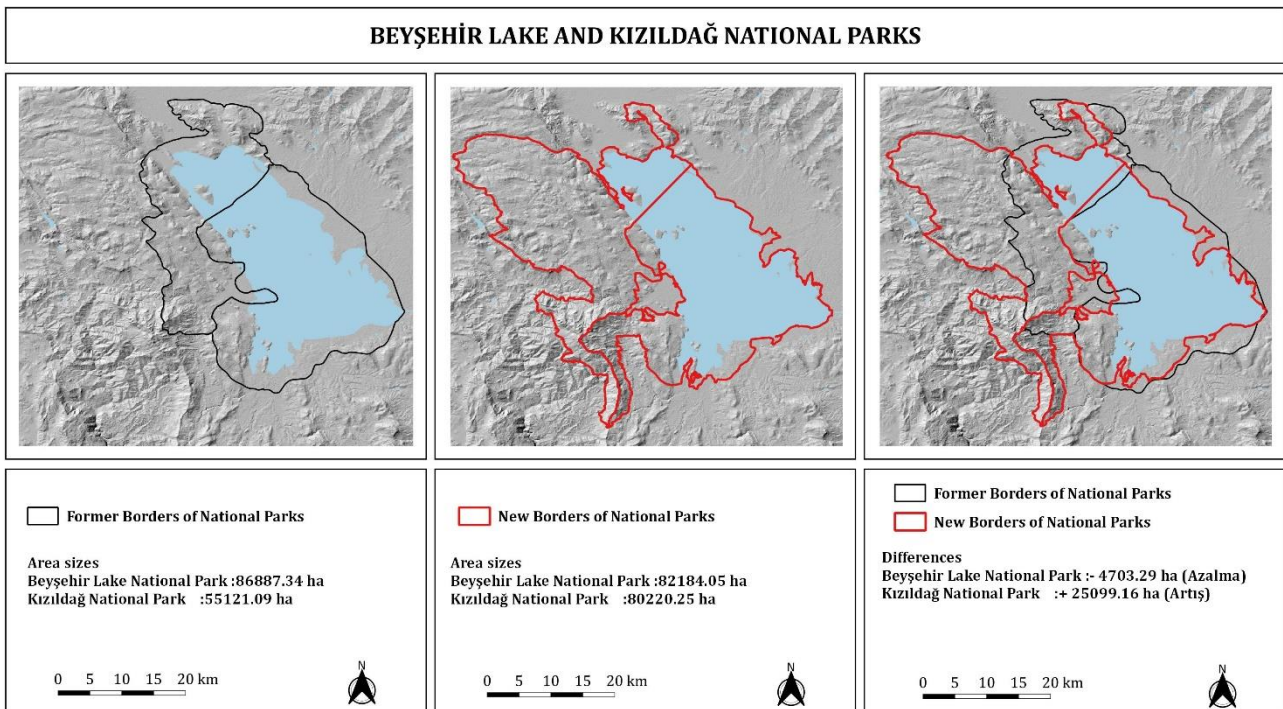 BEYŞEHİR LAKE AND KIZILDAĞ NATIONAL PARKS
Former Borders of National Parks
Area sizes
Beyşehir Lake National Park :86887.34 ha
Kızıldağ National Park :55121.09 ha
0 5 10 15 20 km
N
New Borders of National Parks
Area sizes
Beyşehir Lake National Park :82184.05 ha
Kızıldağ National Park :80220.25 ha
0 5 10 15 20 km
N
Former Borders of National Parks
New Borders of National Parks
Differences
Beyşehir Lake National Park :- 4703.29 ha (Azalma)
Kızıldağ National Park :+ 25099.16 ha (Artış)
0 5 10 15 20 km
N